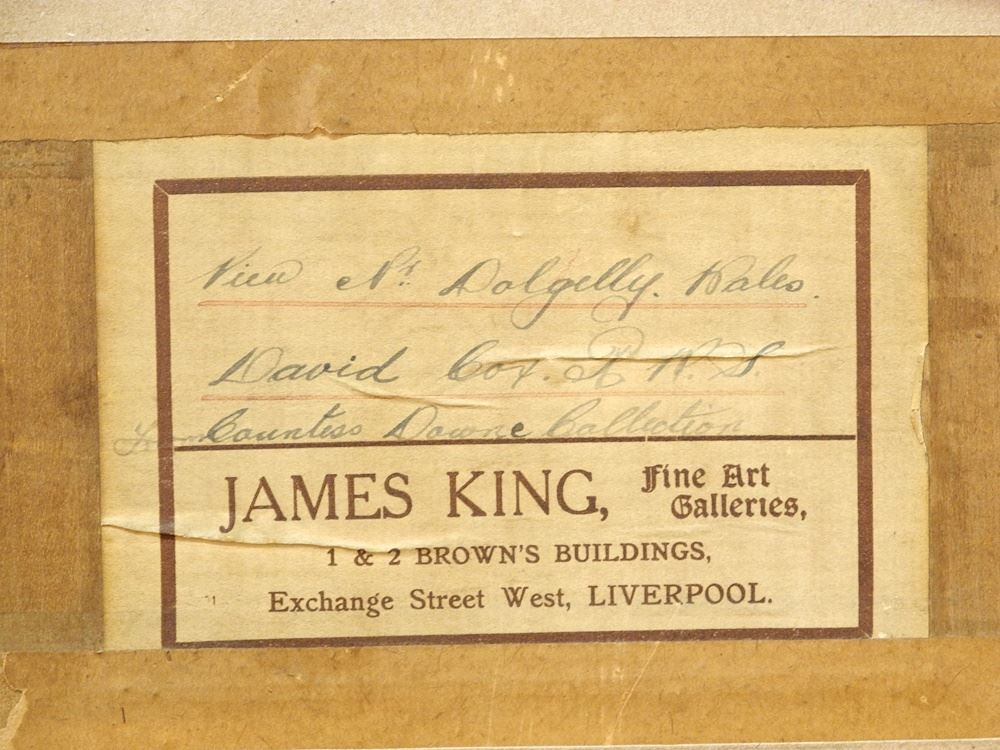 View Nr Dolgelly. Wales.
David Cox. R. W. S.
From Countess Downe Collection
JAMES KING, Fine Art Galleries,
1 & 2 BROWN'S BUILDINGS,
Exchange Street West, LIVERPOOL.